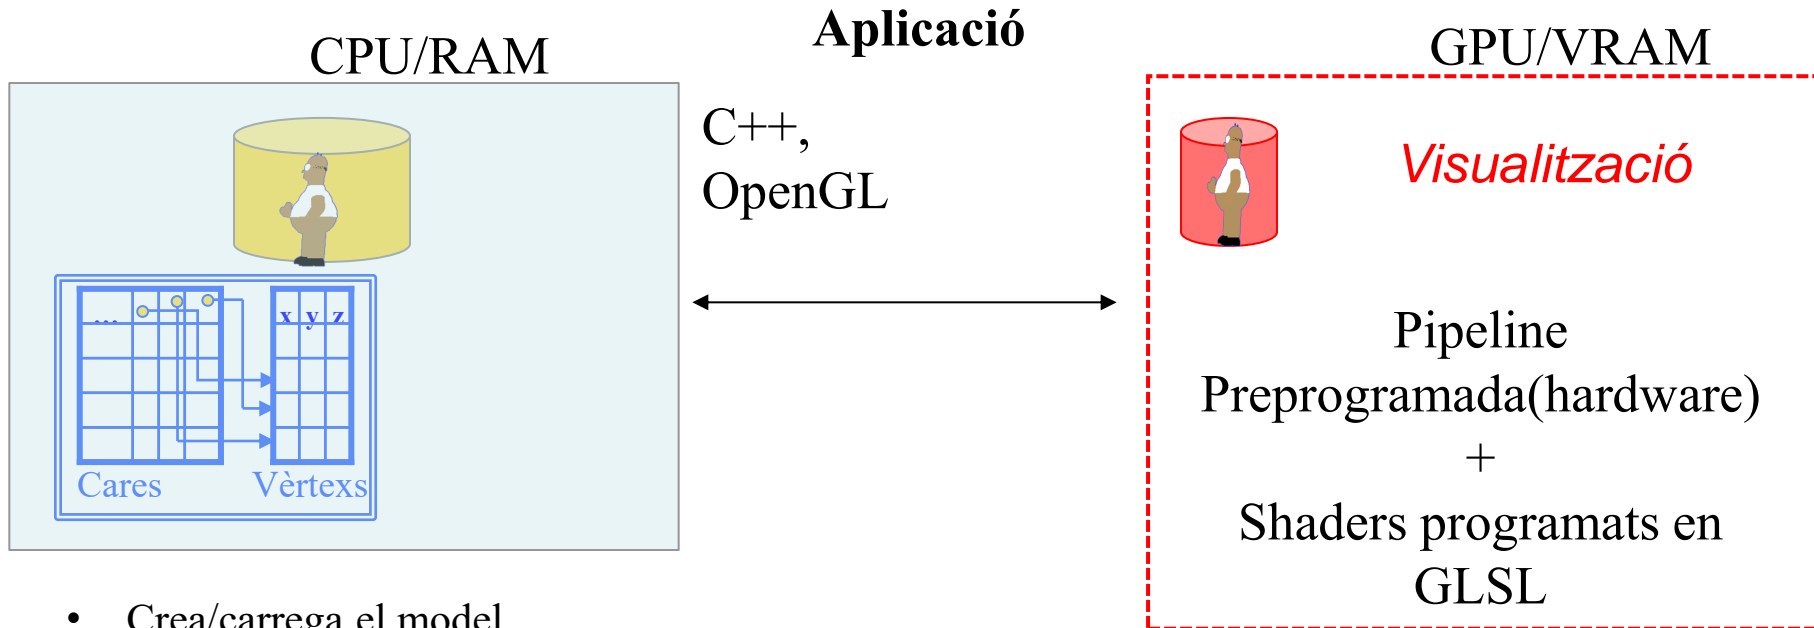 Aplicació
CPU/RAM
GPU/VRAM
C++,
OpenGL
Visualització
... x y z
Cares Vèrtexs
Pipeline
Preprogramada(hardware)
+
Shaders programats en
GLSL
• Crea/carrega el model